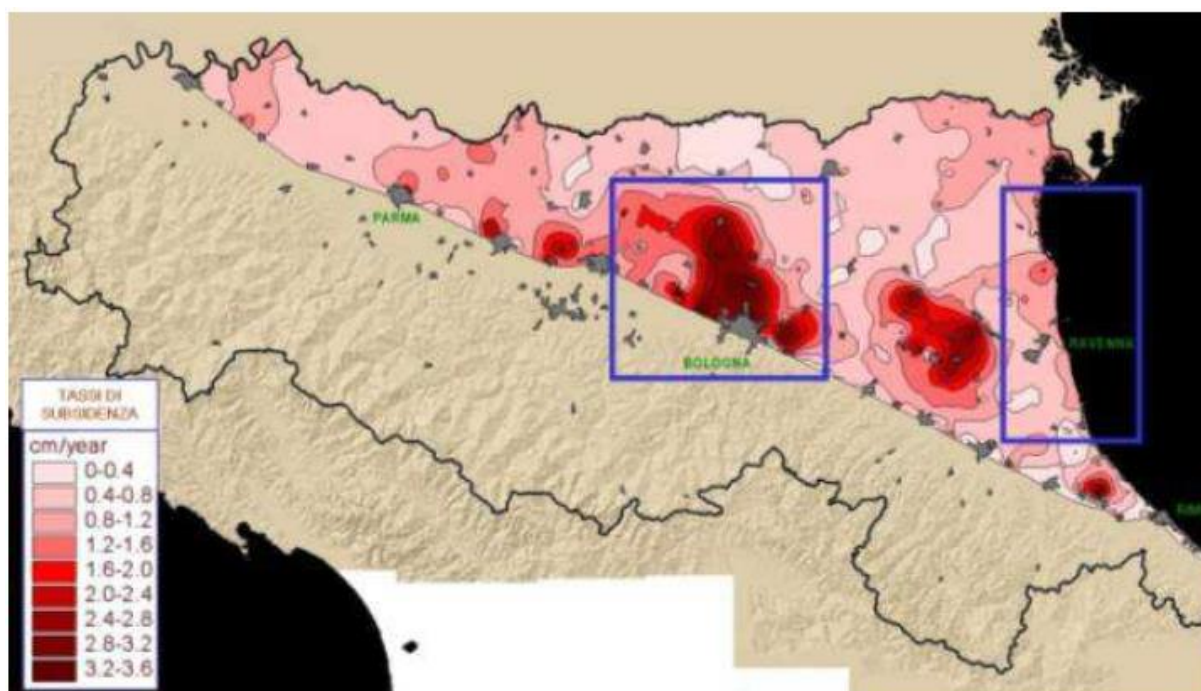 PARMA
BOLOGNA
RAVENNA
TASSI DI
SUBSIDENZA
cm/year
0-0.4
0.4-0.8
0.8-1.2
1.2-1.6
1.6-2.0
2.0-2.4
2.4-2.8
2.8-3.2
3.2-3.6